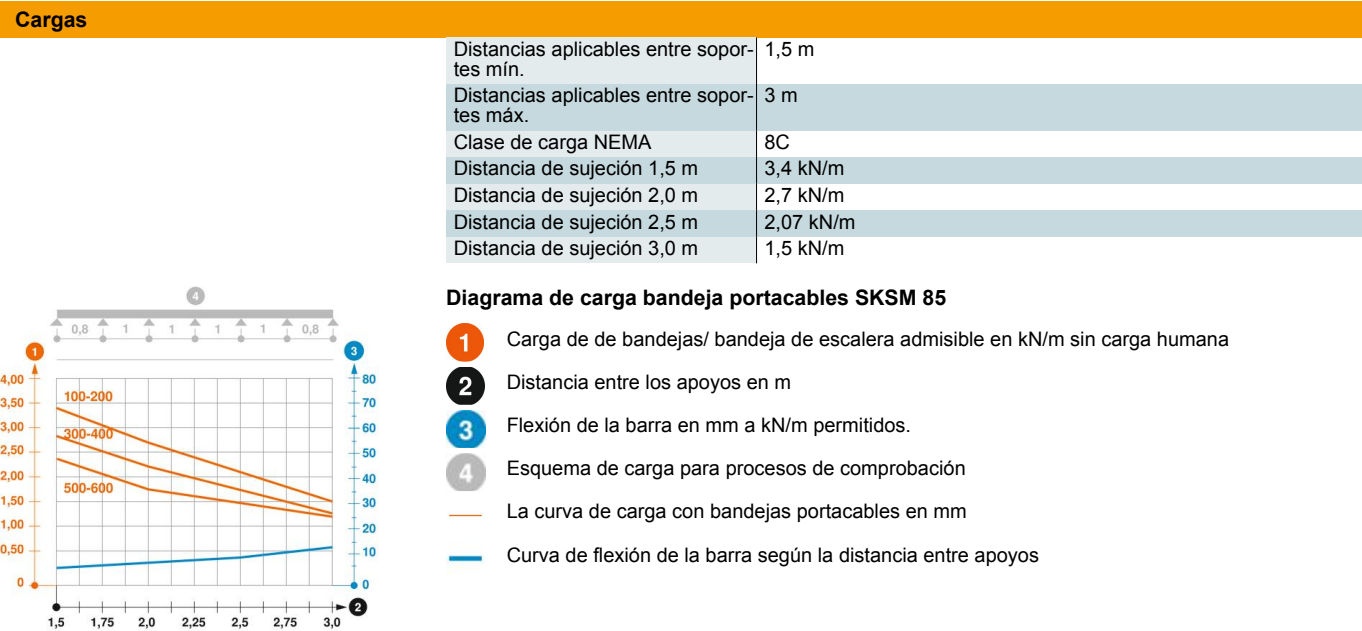 Cargas
Distancias aplicables entre sopor-
tes mín.
1,5 m
Distancias aplicables entre sopor-
tes máx.
3 m
Clase de carga NEMA 8C
Distancia de sujeción 1,5 m 3,4 kN/m
Distancia de sujeción 2,0 m 2,7 kN/m
Distancia de sujeción 2,5 m 2,07 kN/m
Distancia de sujeción 3,0 m 1,5 kN/m
4
0,8 1 1 1 1 0,8
1 3
4,00 80
3,50 70
3,00 60
2,50 50
2,00 40
1,50 30
1,00 20
0,50 10
0 0
100-200
300-400
500-600
2
1,5 1,75 2,0 2,25 2,5 2,75 3,0
Diagrama de carga bandeja portacables SKSM 85
1 Carga de de bandejas/ bandeja de escalera admisible en kN/m sin carga humana
2 Distancia entre los apoyos en m
3 Flexión de la barra en mm a kN/m permitidos.
4 Esquema de carga para procesos de comprobación
La curva de carga con bandejas portacables en mm
Curva de flexión de la barra según la distancia entre apoyos